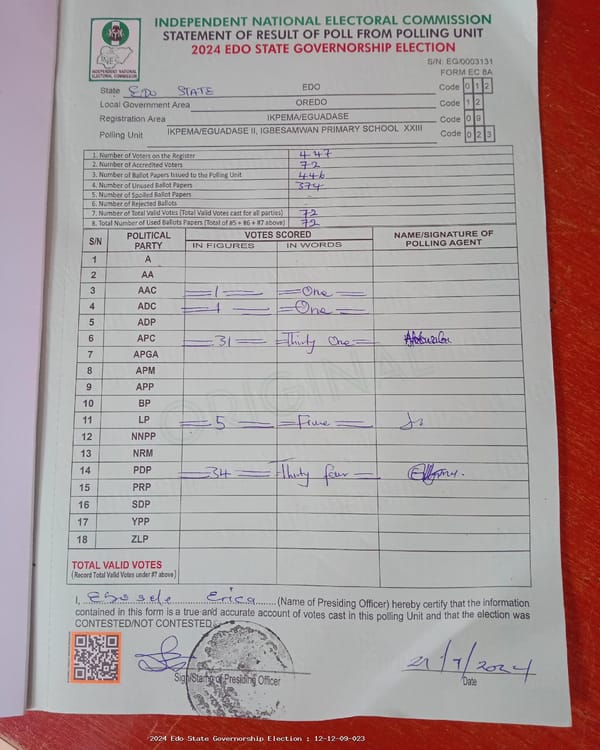 INDEPENDENT NATIONAL ELECTORAL COMMISSION
STATEMENT OF RESULT OF POLL FROM POLLING UNIT
2024 EDO STATE GOVERNORSHIP ELECTION
INEC
INDEPENDENT NATIONAL
ELECTORAL COMMISSION
S/N: EG/0003131
FORM EC 8A
State EDO STATE EDO Code 0 1 2
Local Government Area OREDO Code 1 2
Registration Area IKPEMA/EGUADASE Code 0 9
Polling Unit IKPEMA/EGUADASE II, IGBESAMWAN PRIMARY SCHOOL XXIII Code 0 2 3
1. Number of Voters on the Register 447
2. Number of Accredited Voters 72
3. Number of Ballot Papers Issued to the Polling Unit 446
4. Number of Unused Ballot Papers 374
5. Number of Spoiled Ballot Papers
6. Number of Rejected Ballots
7. Number of Total Valid Votes (Total Valid Votes cast for all parties) 72
8. Total Number of Used Ballots Papers (Total of #5 + #6 + #7 above) 72
S/N POLITICAL PARTY VOTES SCORED NAME/SIGNATURE OF POLLING AGENT
IN FIGURES IN WORDS
1 A
2 AA
3 AAC 1 One
4 ADC 1 One
5 ADP
6 APC 31 Thirty One
7 APGA
8 APM
9 APP
10 BP
11 LP 5 Five
12 NNPP
13 NRM
14 PDP 34 Thirty four
15 PRP
16 SDP
17 YPP
18 ZLP
ORIGINAL
TOTAL VALID VOTES
(Record Total Valid Votes under #7 above)
I, Erica (Name of Presiding Officer) hereby certify that the information
contained in this form is a true and accurate account of votes cast in this polling Unit and that the election was
CONTESTED/NOT CONTESTED
Sign/Stamp of Presiding Officer
21/9/2024
Date
2024 Edo State Governorship Election : 12-12-09-023